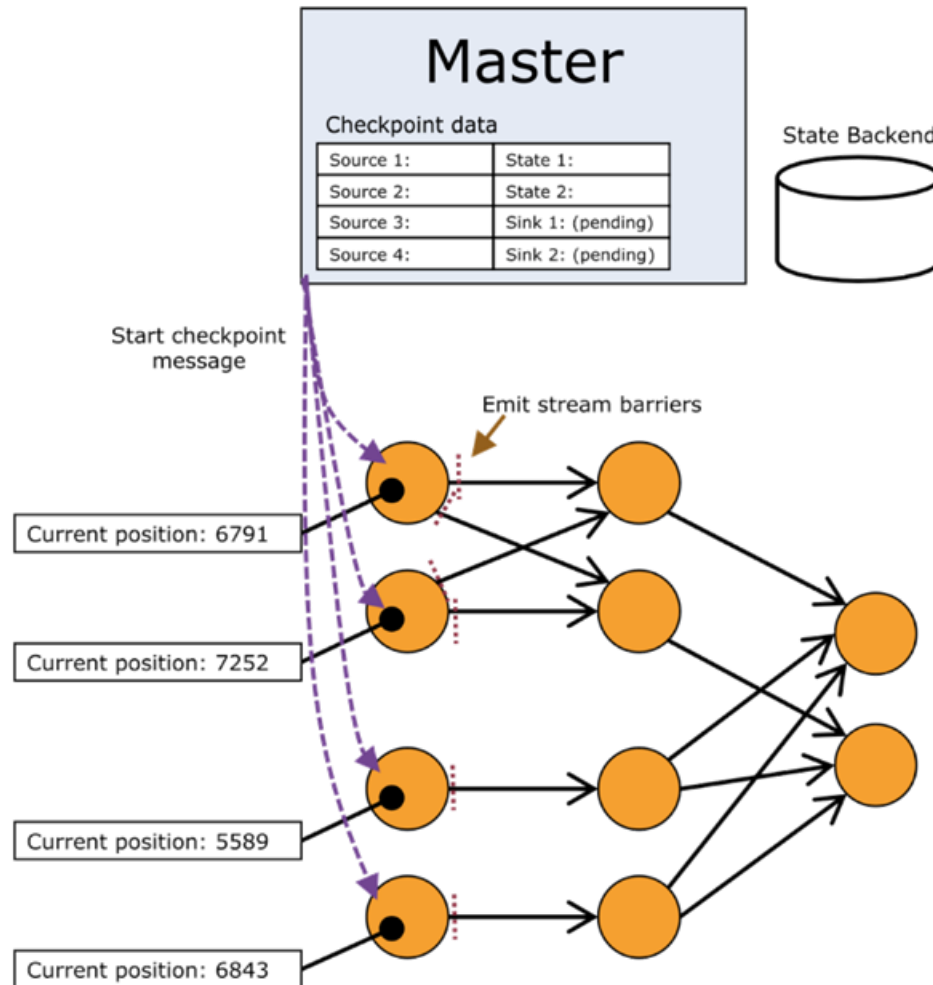 Master
Checkpoint data
Source 1:
State 1:
Source 2:
State 2:
Source 3:
Sink 1: (pending)
Source 4:
Sink 2: (pending)
State Backend
Start checkpoint
message
Emit stream barriers
Current position: 6791
Current position: 7252
Current position: 5589
Current position: 6843